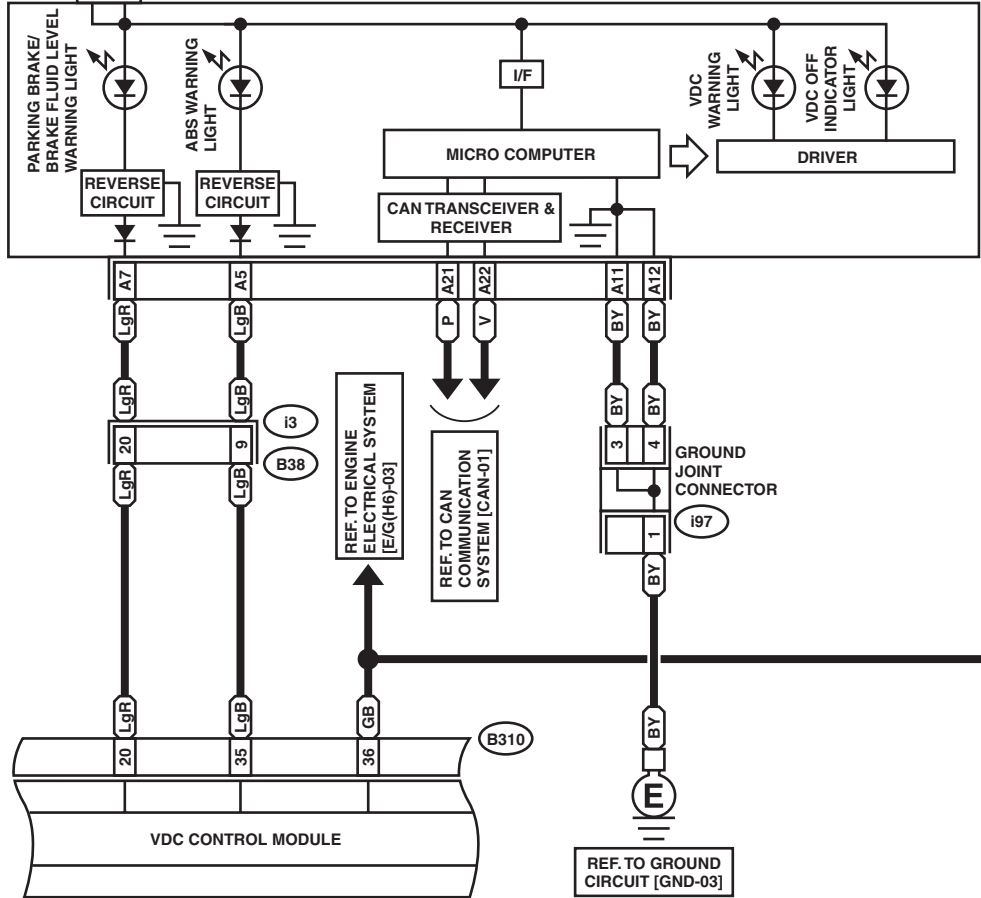 PARKING BRAKE/
BRAKE FLUID LEVEL
WARNING LIGHT
ABS WARNING
LIGHT
I/F
VDC
WARNING
LIGHT
VDC OFF
INDICATOR
LIGHT
MICRO COMPUTER
DRIVER
REVERSE
CIRCUIT
REVERSE
CIRCUIT
CAN TRANSCEIVER &
RECEIVER
A7
A5
A21
A22
A11
A12
LgR
LgB
P
V
BY
BY
LgR
LgB
BY
BY
20
9
i3
B38
3
4
GROUND
JOINT
CONNECTOR
LgR
LgB
REF. TO ENGINE
ELECTRICAL SYSTEM
[E/G(H6)-03]
REF. TO CAN
COMMUNICATION
SYSTEM [CAN-01]
i97
1
BY
LgR
LgB
GB
BY
20
35
36
B310
E
VDC CONTROL MODULE
REF. TO GROUND
CIRCUIT [GND-03]